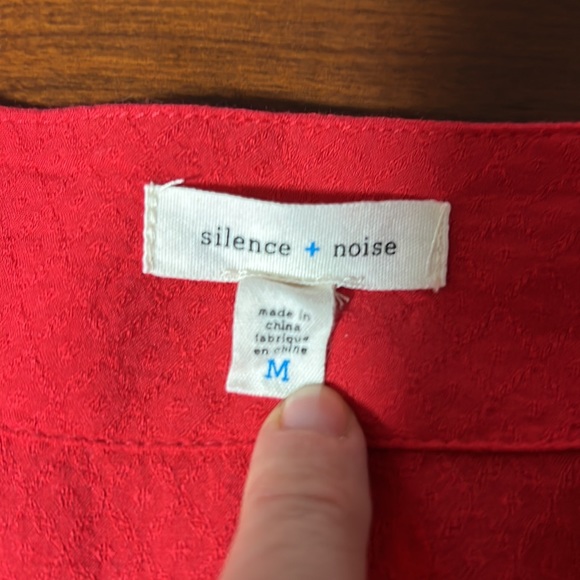 silence + noise
made in
china
fabriqué
en chine
M